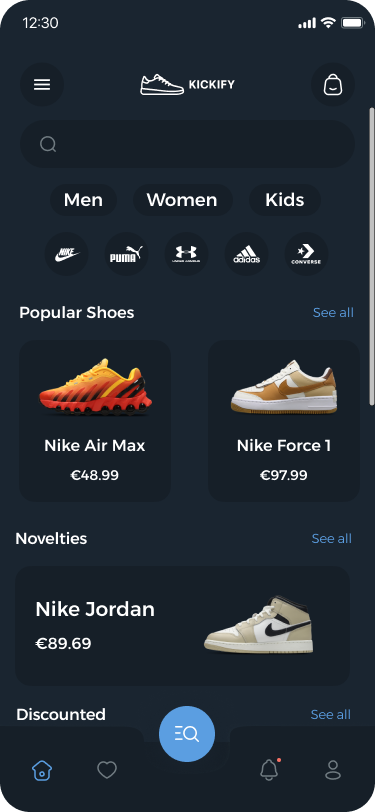 12:30
KICKIFY
Men Women Kids
NIKE PUMA UNDER ARMOUR adidas CONVERSE
Popular Shoes See all
Nike Air Max Nike Force 1
€48.99 €97.99
Novelties See all
Nike Jordan
€89.69
Discounted See all